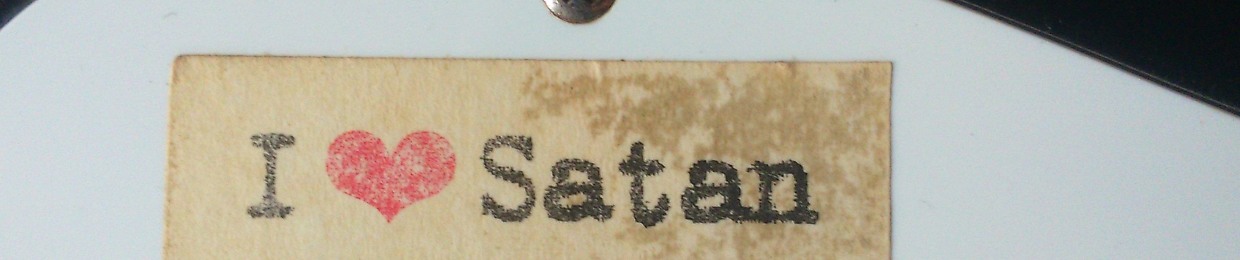 I ❤ Satan